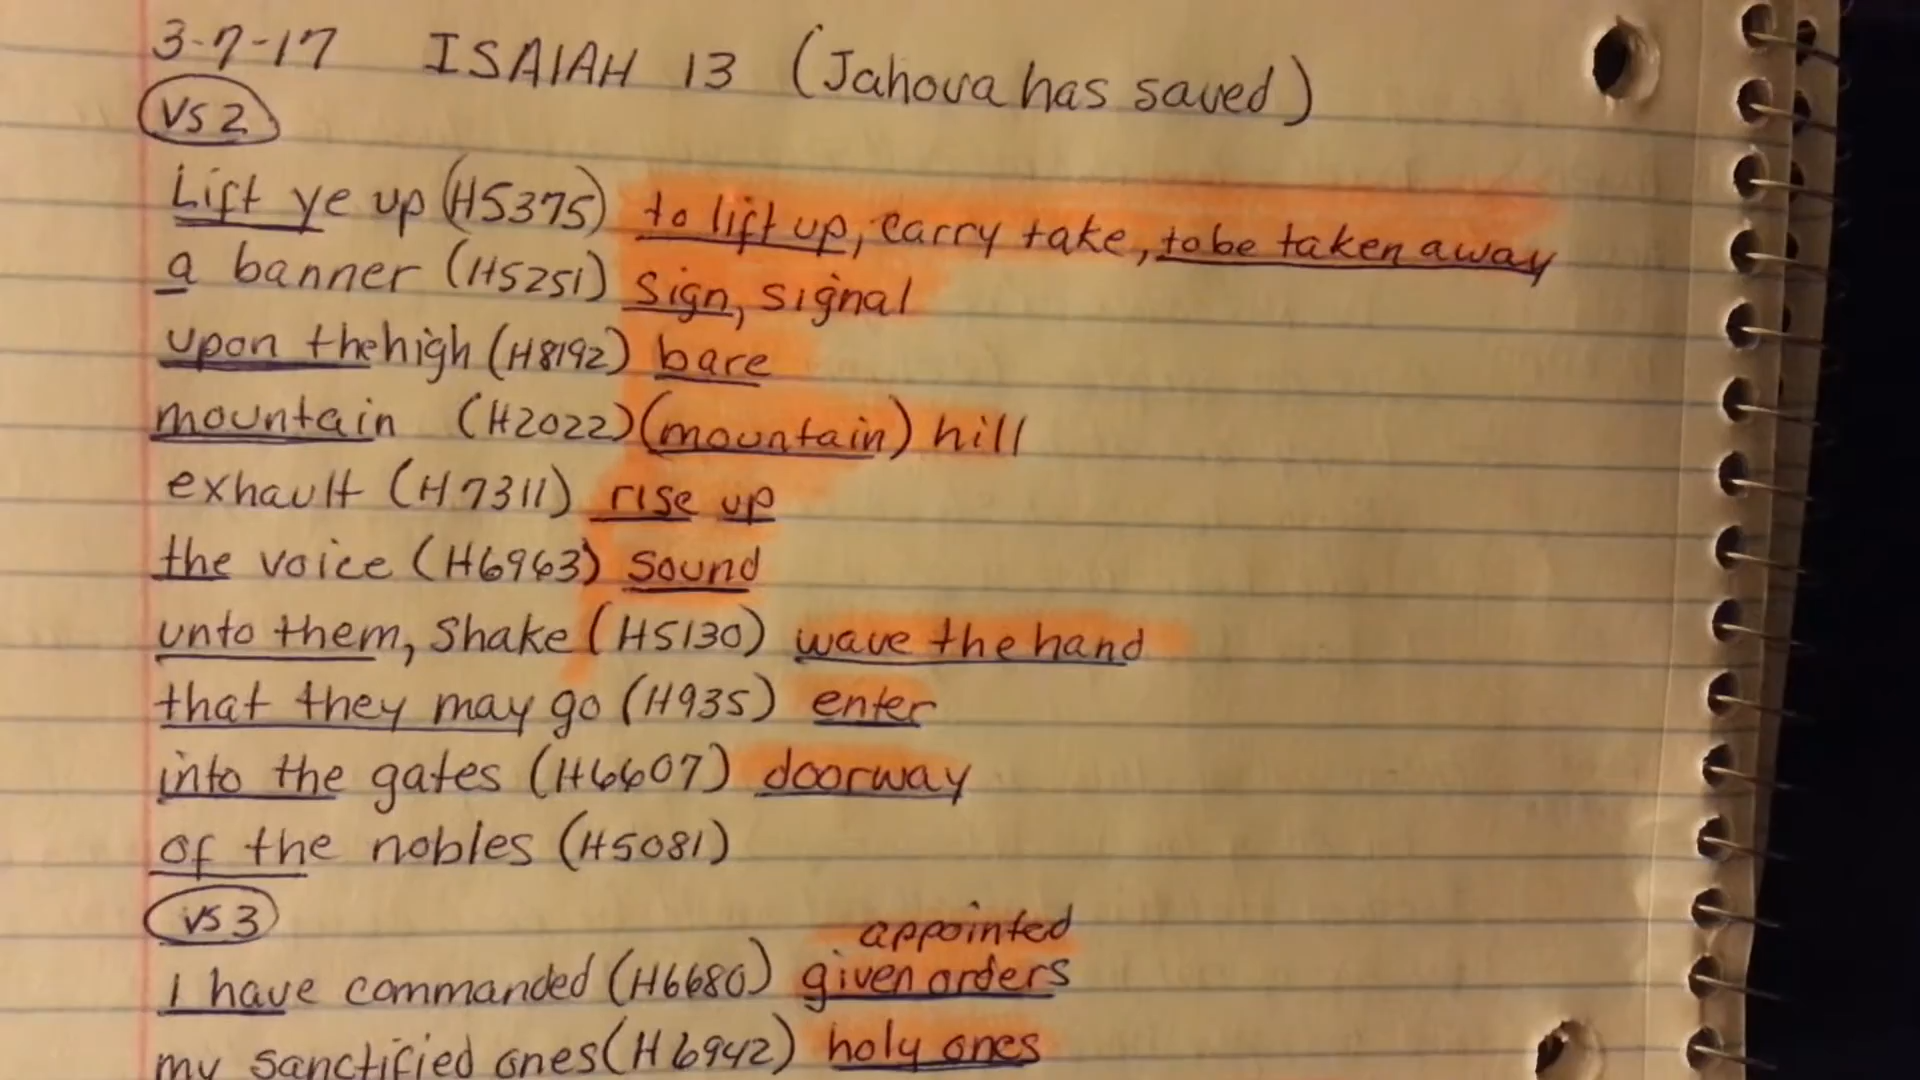 3-7-17 ISAIAH 13 (Jahova has saved)
VS 2
Lift ye up (H5375) to lift up, carry take, to be taken away
a banner (H5251) sign, signal
upon the high (H8192) bare
mountain (H2022) (mountain) hill
exhault (H7311) rise up
the voice (H6963) sound
unto them, Shake (H5130) wave the hand
that they may go (H935) enter
into the gates (H6607) doorway
of the nobles (H5081)
VS 3
appointed
I have commanded (H6680) given orders
my sanctified ones (H6942) holy ones